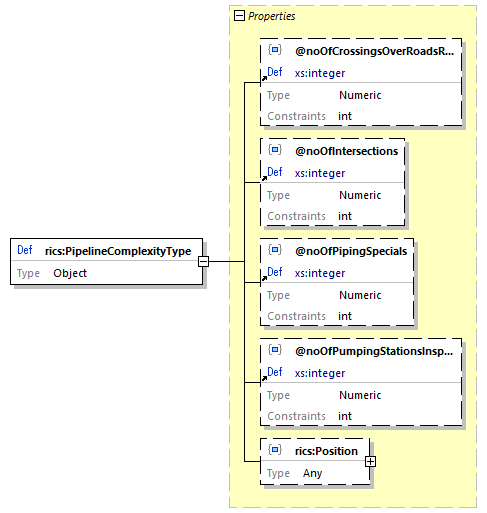 Properties
@noOfCrossingsOverRoadsR...
Def xs:integer
Type Numeric
Constraints int
@noOfIntersections
Def xs:integer
Type Numeric
Constraints int
Def rics:PipelineComplexityType
Type Object
@noOfPipingSpecials
Def xs:integer
Type Numeric
Constraints int
@noOfPumpingStationsInsp...
Def xs:integer
Type Numeric
Constraints int
rics:Position
Type Any